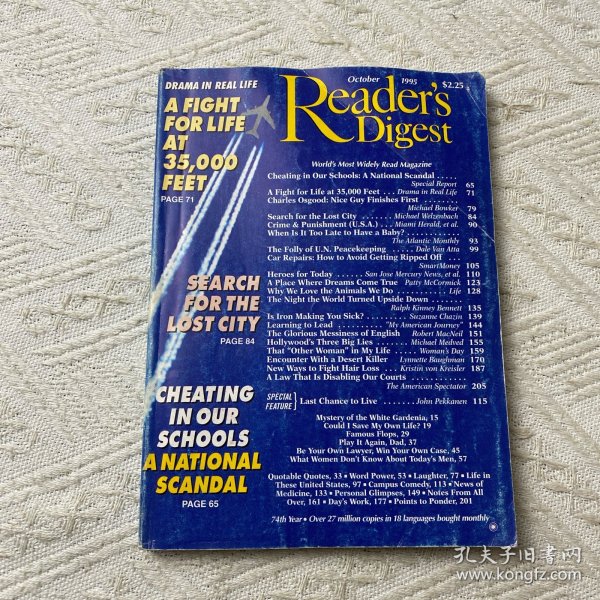 DRAMA IN REAL LIFE
A FIGHT
FOR LIFE
AT
35,000
FEET
PAGE 71
SEARCH
FOR THE
LOST CITY
PAGE 84
CHEATING
IN OUR
SCHOOLS
A NATIONAL
SCANDAL
PAGE 65
October 1995 $2.25
Reader's
Digest
World's Most Widely Read Magazine
Cheating in Our Schools: A National Scandal . . . . .
Special Report 65
A Fight for Life at 35,000 Feet . . . Drama in Real Life 71
Charles Osgood: Nice Guy Finishes First . . . . . . . .
Michael Bowker 79
Search for the Lost City . . . . . . Michael Welzenbach 84
Crime & Punishment (U.S.A.) . . . Miami Herald, et al. 90
When Is It Too Late to Have a Baby? . . . . . . . . . . . .
The Atlantic Monthly 93
The Folly of U.N. Peacekeeping . . . . . Dale Van Atta 99
Car Repairs: How to Avoid Getting Ripped Off . . .
SmartMoney 105
Heroes for Today . . . . . San Jose Mercury News, et al. 110
A Place Where Dreams Come True Patty McCormick 123
Why We Love the Animals We Do . . . . . . . . . . Life 128
The Night the World Turned Upside Down . . . . . . .
Ralph Kinney Bennett 135
Is Iron Making You Sick? . . . . . . . . Suzanne Chazin 139
Learning to Lead . . . . . . . . . . "My American Journey" 144
The Glorious Messiness of English Robert MacNeil 151
Hollywood's Three Big Lies . . . . . . Michael Medved 155
That "Other Woman" in My Life . . . . . Woman's Day 159
Encounter With a Desert Killer Lynnette Baughman 170
New Ways to Fight Hair Loss . . . Kristin von Kreisler 187
A Law That Is Disabling Our Courts . . . . . . . . . . . .
The American Spectator 205
SPECIAL
FEATURE } Last Chance to Live . . . . . . . John Pekkanen 115
Mystery of the White Gardenia, 15
Could I Save My Own Life? 19
Famous Flops, 29
Play It Again, Dad, 37
Be Your Own Lawyer, Win Your Own Case, 45
What Women Don't Know About Today's Men, 57
Quotable Quotes, 33 • Word Power, 53 • Laughter, 77 • Life in
These United States, 97 • Campus Comedy, 113 • News of
Medicine, 133 • Personal Glimpses, 149 • Notes From All
Over, 161 • Day's Work, 177 • Points to Ponder, 201
74th Year • Over 27 million copies in 18 languages bought monthly
孔夫子旧书网
www.kongfz.com